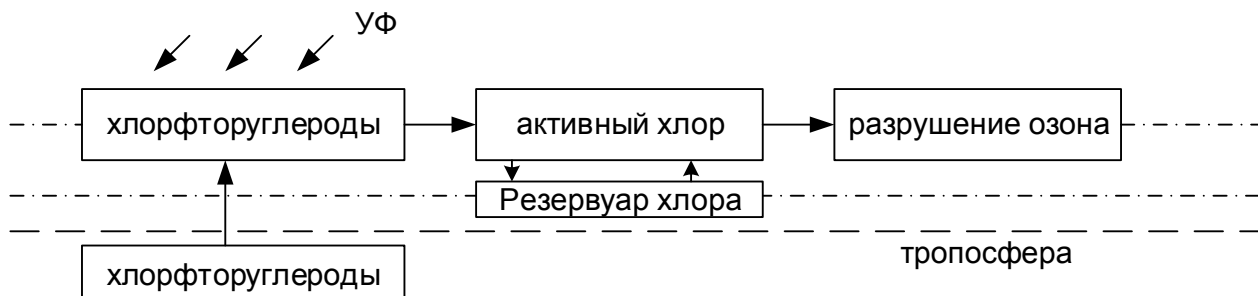 УФ
хлорфторуглероды
активный хлор
разрушение озона
Резервуар хлора
тропосфера
хлорфторуглероды